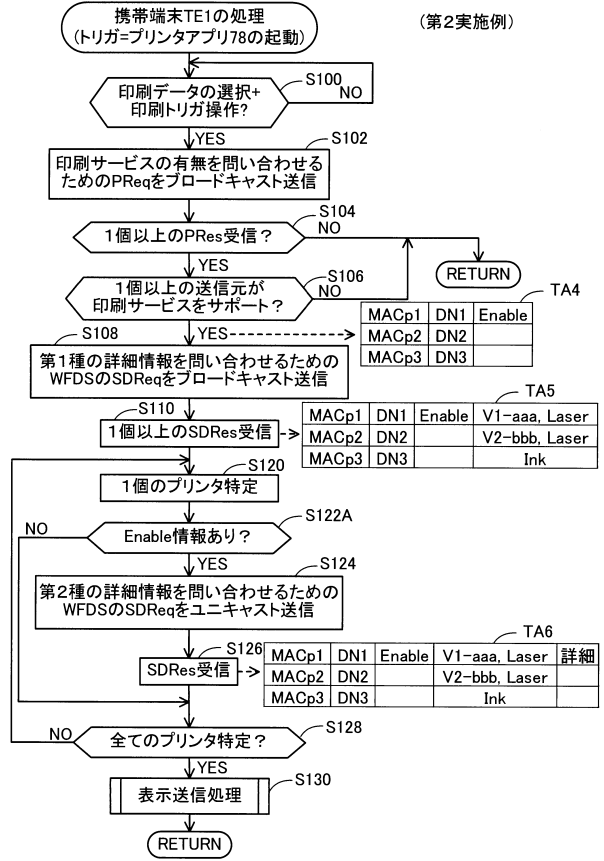 携帯端末TE1の処理
(トリガ=プリンタアプリ78の起動)
(第2実施例)
S100
印刷データの選択+
印刷トリガ操作?
NO
YES
S102
印刷サービスの有無を問い合わせる
ためのPReqをブロードキャスト送信
S104
1個以上のPRes受信?
NO
YES
RETURN
S106
1個以上の送信元が
印刷サービスをサポート?
NO
YES
TA4
MACp1 DN1 Enable
MACp2 DN2
MACp3 DN3
S108
第1種の詳細情報を問い合わせるための
WFDSのSDReqをブロードキャスト送信
S110
1個以上のSDRes受信
TA5
MACp1 DN1 Enable V1-aaa, Laser
MACp2 DN2 V2-bbb, Laser
MACp3 DN3 Ink
S120
1個のプリンタ特定
S122A
Enable情報あり?
NO
YES
S124
第2種の詳細情報を問い合わせるための
WFDSのSDReqをユニキャスト送信
S126
SDRes受信
TA6
MACp1 DN1 Enable V1-aaa, Laser 詳細
MACp2 DN2 V2-bbb, Laser
MACp3 DN3 Ink
S128
全てのプリンタ特定?
NO
YES
S130
表示送信処理
RETURN